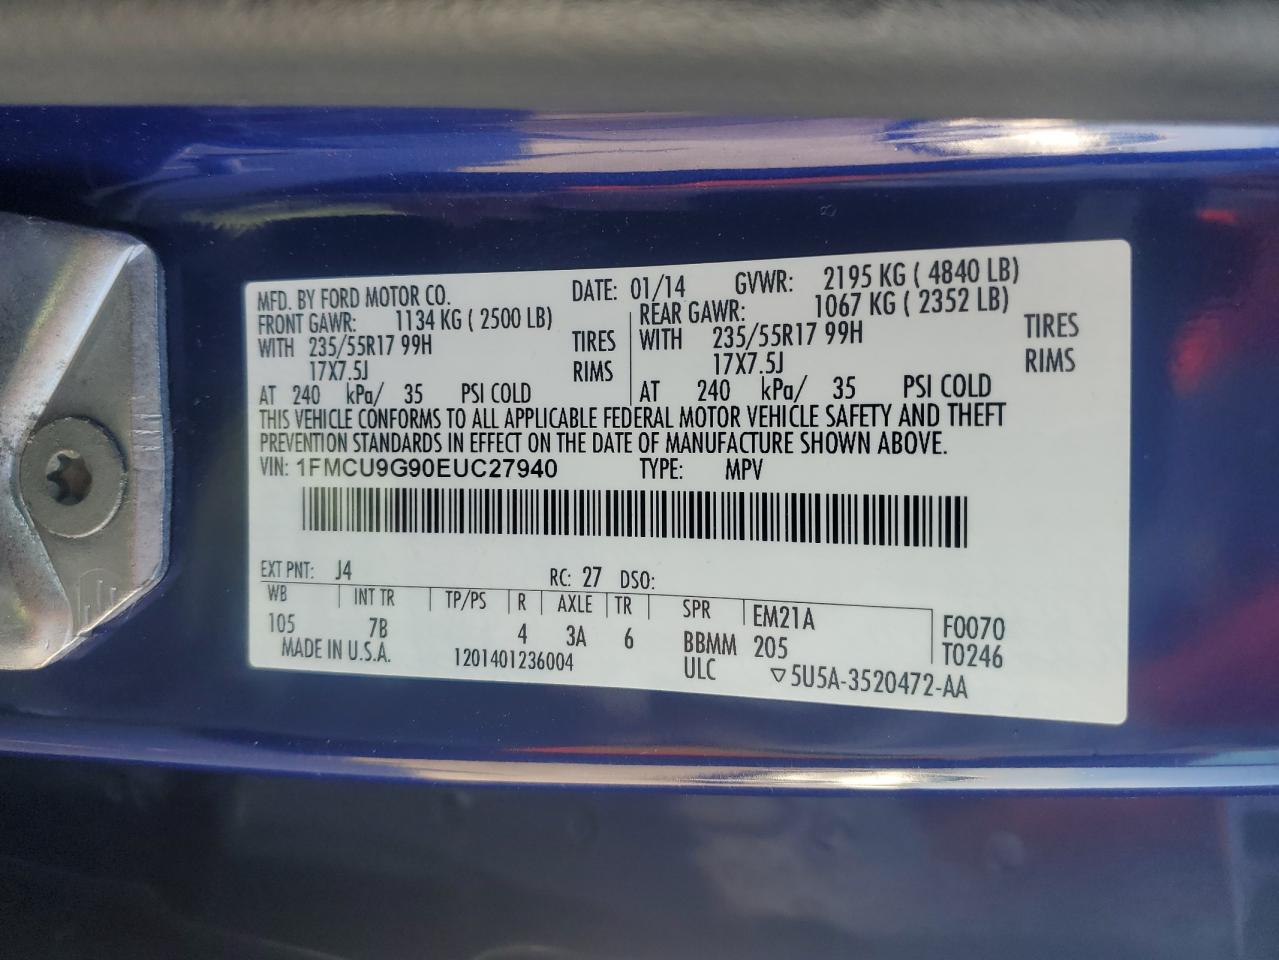 MFD. BY FORD MOTOR CO. DATE: 01/14 GVWR: 2195 KG ( 4840 LB)
FRONT GAWR: 1134 KG ( 2500 LB) REAR GAWR: 1067 KG ( 2352 LB)
WITH 235/55R17 99H TIRES WITH 235/55R17 99H TIRES
17X7.5J RIMS 17X7.5J RIMS
AT 240 kPa/ 35 PSI COLD AT 240 kPa/ 35 PSI COLD
THIS VEHICLE CONFORMS TO ALL APPLICABLE FEDERAL MOTOR VEHICLE SAFETY AND THEFT
PREVENTION STANDARDS IN EFFECT ON THE DATE OF MANUFACTURE SHOWN ABOVE.
VIN: 1FMCU9G90EUC27940 TYPE: MPV
EXT PNT: J4 RC: 27 DSO:
WB INT TR TP/PS R AXLE TR SPR EM21A F0070
105 7B 4 3A 6 BBMM 205 T0246
MADE IN U.S.A. 1201401236004 ULC ▽5U5A-3520472-AA